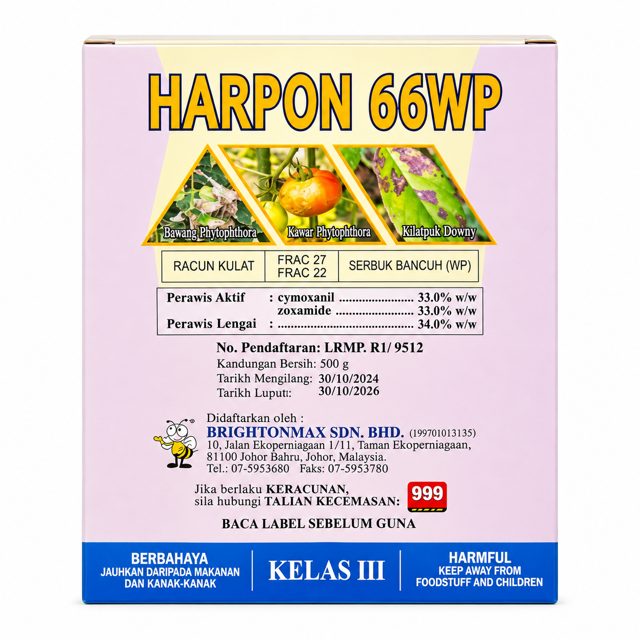 HARPON 66WP
Bawang Phytophthora
Kawar Phytophthora
Kilatpuk Downy
RACUN KULAT
FRAC 27
FRAC 22
SERBUK BANCUH (WP)
Perawis Aktif : cymoxanil ........................ 33.0% w/w
zoxamide ........................ 33.0% w/w
Perawis Lengai : ........................................... 34.0% w/w
No. Pendaftaran: LRMP. R1/ 9512
Kandungan Bersih: 500 g
Tarikh Mengilang: 30/10/2024
Tarikh Luput:: 30/10/2026
Didaftarkan oleh :
BRIGHTONMAX SDN. BHD. (199701013135)
10, Jalan Ekoperniagaan 1/11, Taman Ekoperniagaan,
81100 Johor Bahru, Johor, Malaysia.
Tel.: 07-5953680 Faks: 07-5953780
Jika berlaku KERACUNAN,
sila hubungi TALIAN KECEMASAN: 999
BACA LABEL SEBELUM GUNA
BERBAHAYA
JAUHKAN DARIPADA MAKANAN
DAN KANAK-KANAK
KELAS III
HARMFUL
KEEP AWAY FROM
FOODSTUFF AND CHILDREN